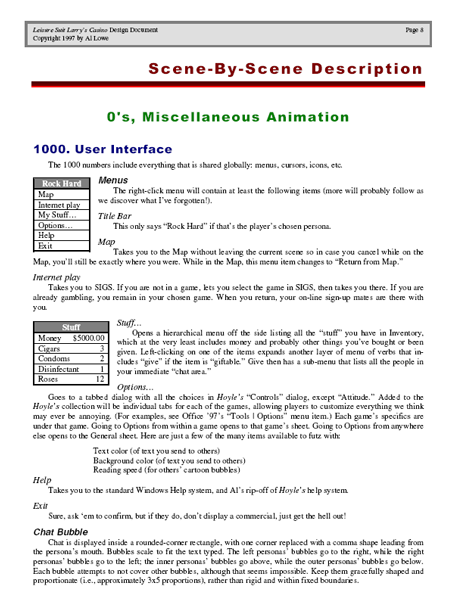 Leisure Suit Larry's Casino Design Document Page 8
Copyright 1997 by Al Lowe
Scene-By-Scene Description
0's, Miscellaneous Animation
1000. User Interface
The 1000 numbers include everything that is shared globally: menus, cursors, icons, etc.
Rock Hard
Map
Internet play
My Stuff…
Options…
Help
Exit
Menus
The right-click menu will contain at least the following items (more will probably follow as
we discover what I've forgotten!).
Title Bar
This only says "Rock Hard" if that's the player's chosen persona.
Map
Takes you to the Map without leaving the current scene so in case you cancel while on the
Map, you'll still be exactly where you were. While in the Map, this menu item changes to "Return from Map."
Internet play
Takes you to SIGS. If you are not in a game, lets you select the game in SIGS, then takes you there. If you are
already gambling, you remain in your chosen game. When you return, your on-line sign-up mates are there with
you.
Stuff
Money $5000.00
Cigars 3
Condoms 2
Disinfectant 1
Roses 12
Stuff…
Opens a hierarchical menu off the side listing all the "stuff" you have in Inventory,
which at the very least includes money and probably other things you've bought or been
given. Left-clicking on one of the items expands another layer of menu of verbs that in-
cludes "give" if the item is "giftable." Give then has a sub-menu that lists all the people in
your immediate "chat area."
Options…
Goes to a tabbed dialog with all the choices in Hoyle's "Controls" dialog, except "Attitude." Added to the
Hoyle's collection will be individual tabs for each of the games, allowing players to customize everything we think
may ever be annoying. (For examples, see Office '97's "Tools | Options" menu item.) Each game's specifics are
under that game. Going to Options from within a game opens to that game's sheet. Going to Options from anywhere
else opens to the General sheet. Here are just a few of the many items available to futz with:
Text color (of text you send to others)
Background color (of text you send to others)
Reading speed (for others' cartoon bubbles)
Help
Takes you to the standard Windows Help system, and Al's rip-off of Hoyle's help system.
Exit
Sure, ask 'em to confirm, but if they do, don't display a commercial, just get the hell out!
Chat Bubble
Chat is displayed inside a rounded-corner rectangle, with one corner replaced with a comma shape leading from
the persona's mouth. Bubbles scale to fit the text typed. The left personas' bubbles go to the right, while the right
personas' bubbles go to the left; the inner personas' bubbles go above, while the outer personas' bubbles go below.
Each bubble attempts to not cover other bubbles, although that seems impossible. Keep them gracefully shaped and
proportionate (i.e., approximately 3x5 proportions), rather than rigid and within fixed boundaries.